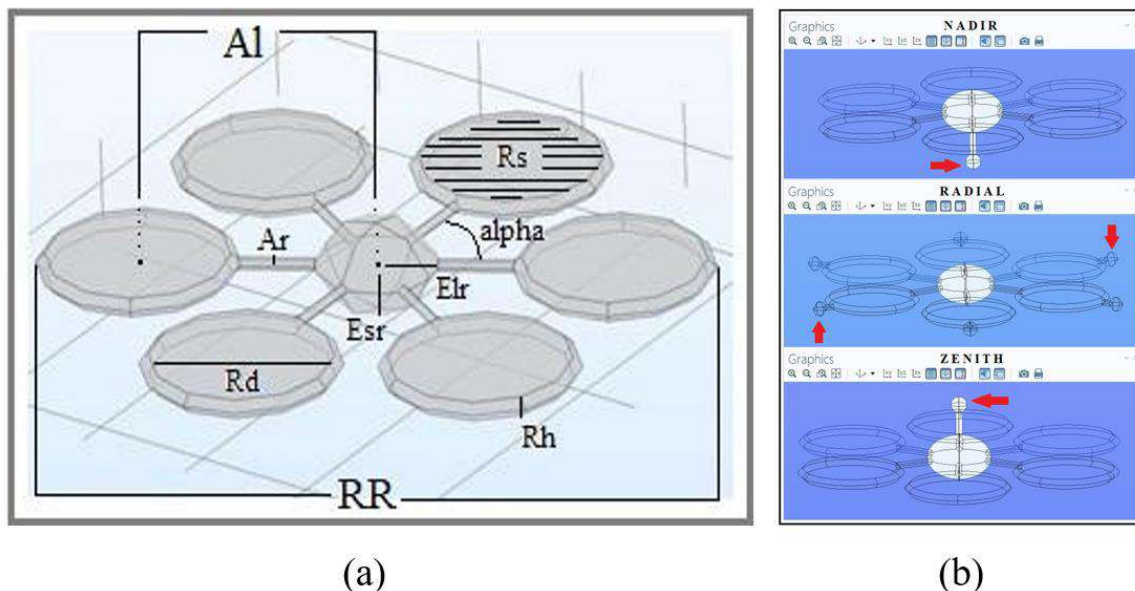 Al
Rs
alpha
Ar
Elr
Esr
Rd
Rh
RR
(a)
Graphics NADIR
Graphics RADIAL
Graphics ZENITH
(b)